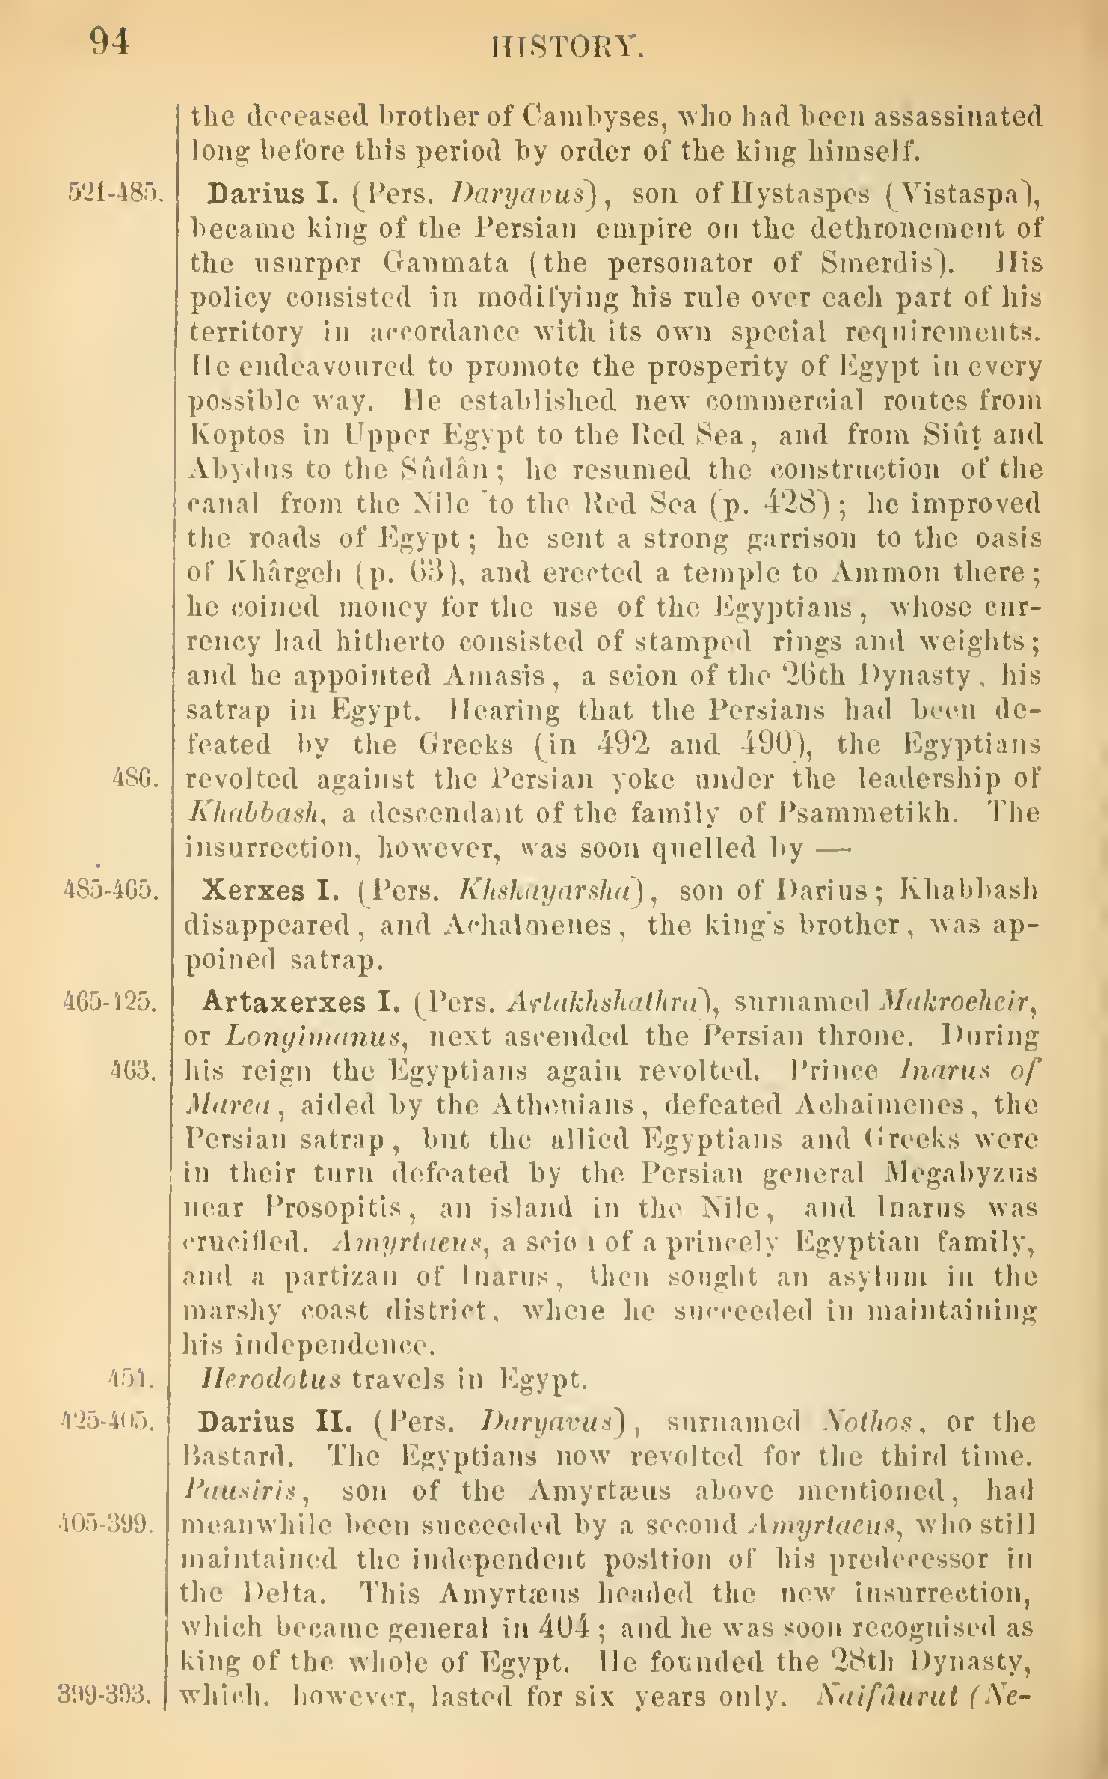 94 HISTORY.
the deceased brother of Cambyses, who had been assassinated
long before this period by order of the king himself.
521-485. Darius I. (Pers. Daryavus), son of Hystaspes (Vistaspa),
became king of the Persian empire on the dethronement of
the usurper Gaumata (the personator of Smerdis). His
policy consisted in modifying his rule over each part of his
territory in accordance with its own special requirements.
He endeavoured to promote the prosperity of Egypt in every
possible way. He established new commercial routes from
Koptos in Upper Egypt to the Red Sea, and from Siûṭ and
Abydus to the Sûdân; he resumed the construction of the
canal from the Nile to the Red Sea (p. 428); he improved
the roads of Egypt; he sent a strong garrison to the oasis
of Khârgeh (p. 63), and erected a temple to Ammon there;
he coined money for the use of the Egyptians, whose cur-
rency had hitherto consisted of stamped rings and weights;
and he appointed Amasis, a scion of the 26th Dynasty, his
satrap in Egypt. Hearing that the Persians had been de-
feated by the Greeks (in 492 and 490), the Egyptians
486. revolted against the Persian yoke under the leadership of
Khabbash, a descendant of the family of Psammetikh. The
insurrection, however, was soon quelled by —
485-465. Xerxes I. (Pers. Khshayarsha), son of Darius; Khabbash
disappeared, and Achaimenes, the king's brother, was ap-
poined satrap.
465-425. Artaxerxes I. (Pers. Artakhshathra), surnamed Makrocheir,
or Longimanus, next ascended the Persian throne. During
463. his reign the Egyptians again revolted. Prince Inarus of
Marea, aided by the Athenians, defeated Achaimenes, the
Persian satrap, but the allied Egyptians and Greeks were
in their turn defeated by the Persian general Megabyzus
near Prosopitis, an island in the Nile, and Inarus was
crucified. Amyrtaeus, a scion of a princely Egyptian family,
and a partizan of Inarus, then sought an asylum in the
marshy coast district, where he succeeded in maintaining
his independence.
454. Herodotus travels in Egypt.
425-405. Darius II. (Pers. Daryavus), surnamed Nothos, or the
Bastard. The Egyptians now revolted for the third time.
Pausiris, son of the Amyrtæus above mentioned, had
405-399. meanwhile been succeeded by a second Amyrtaeus, who still
maintained the independent position of his predecessor in
the Delta. This Amyrtæus headed the new insurrection,
which became general in 404; and he was soon recognised as
king of the whole of Egypt. He founded the 28th Dynasty,
399-393. which, however, lasted for six years only. Naifâurut (Ne-